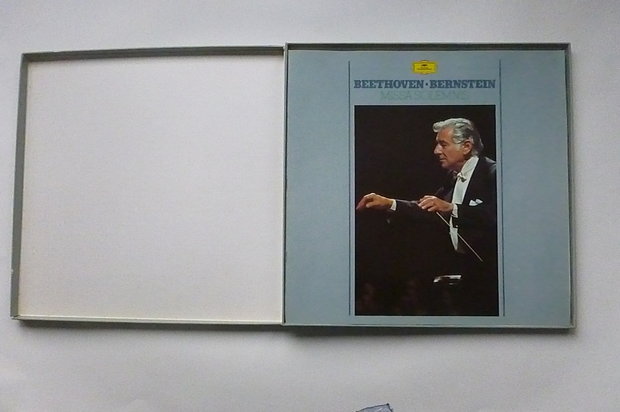 BEETHOVEN · BERNSTEIN
MISSA SOLEMNIS